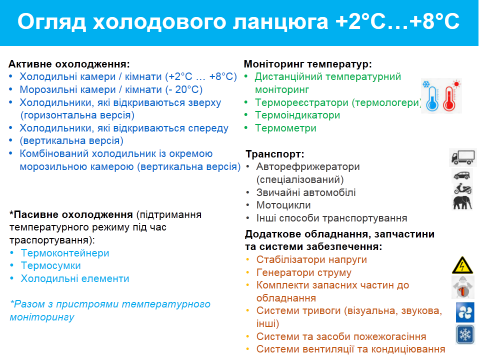 Огляд холодового ланцюга +2°C…+8°C
Активне охолодження:
• Холодильні камери / кімнати (+2°C … +8°C)
• Морозильні камери / кімнати (- 20°C)
• Холодильники, які відкриваються зверху
(горизонтальна версія)
• Холодильники, які відкриваються спереду
• (вертикальна версія)
• Комбінований холодильник із окремою
морозильною камерою (вертикальна версія)
*Пасивне охолодження (підтримання
температурного режиму під час
траспортування):
• Термоконтейнери
• Термосумки
• Холодильні елементи
*Разом з пристроями температурного
моніторингу
Моніторинг температур:
• Дистанційний температурний
моніторинг
• Термореєстратори (термологери)
• Термоіндикатори
• Термометри
Транспорт:
• Авторефрижератори
(спеціалізований)
• Звичайні автомобілі
• Мотоцикли
• Інші способи транспортування
Додаткове обладнання, запчастини
та системи забезпечення:
• Стабілізатори напруги
• Генератори струму
• Комплекти запасних частин до
обладнання
• Системи тривоги (візуальна, звукова,
інші)
• Системи та засоби пожежогасіння
• Системи вентиляції та кондиціювання